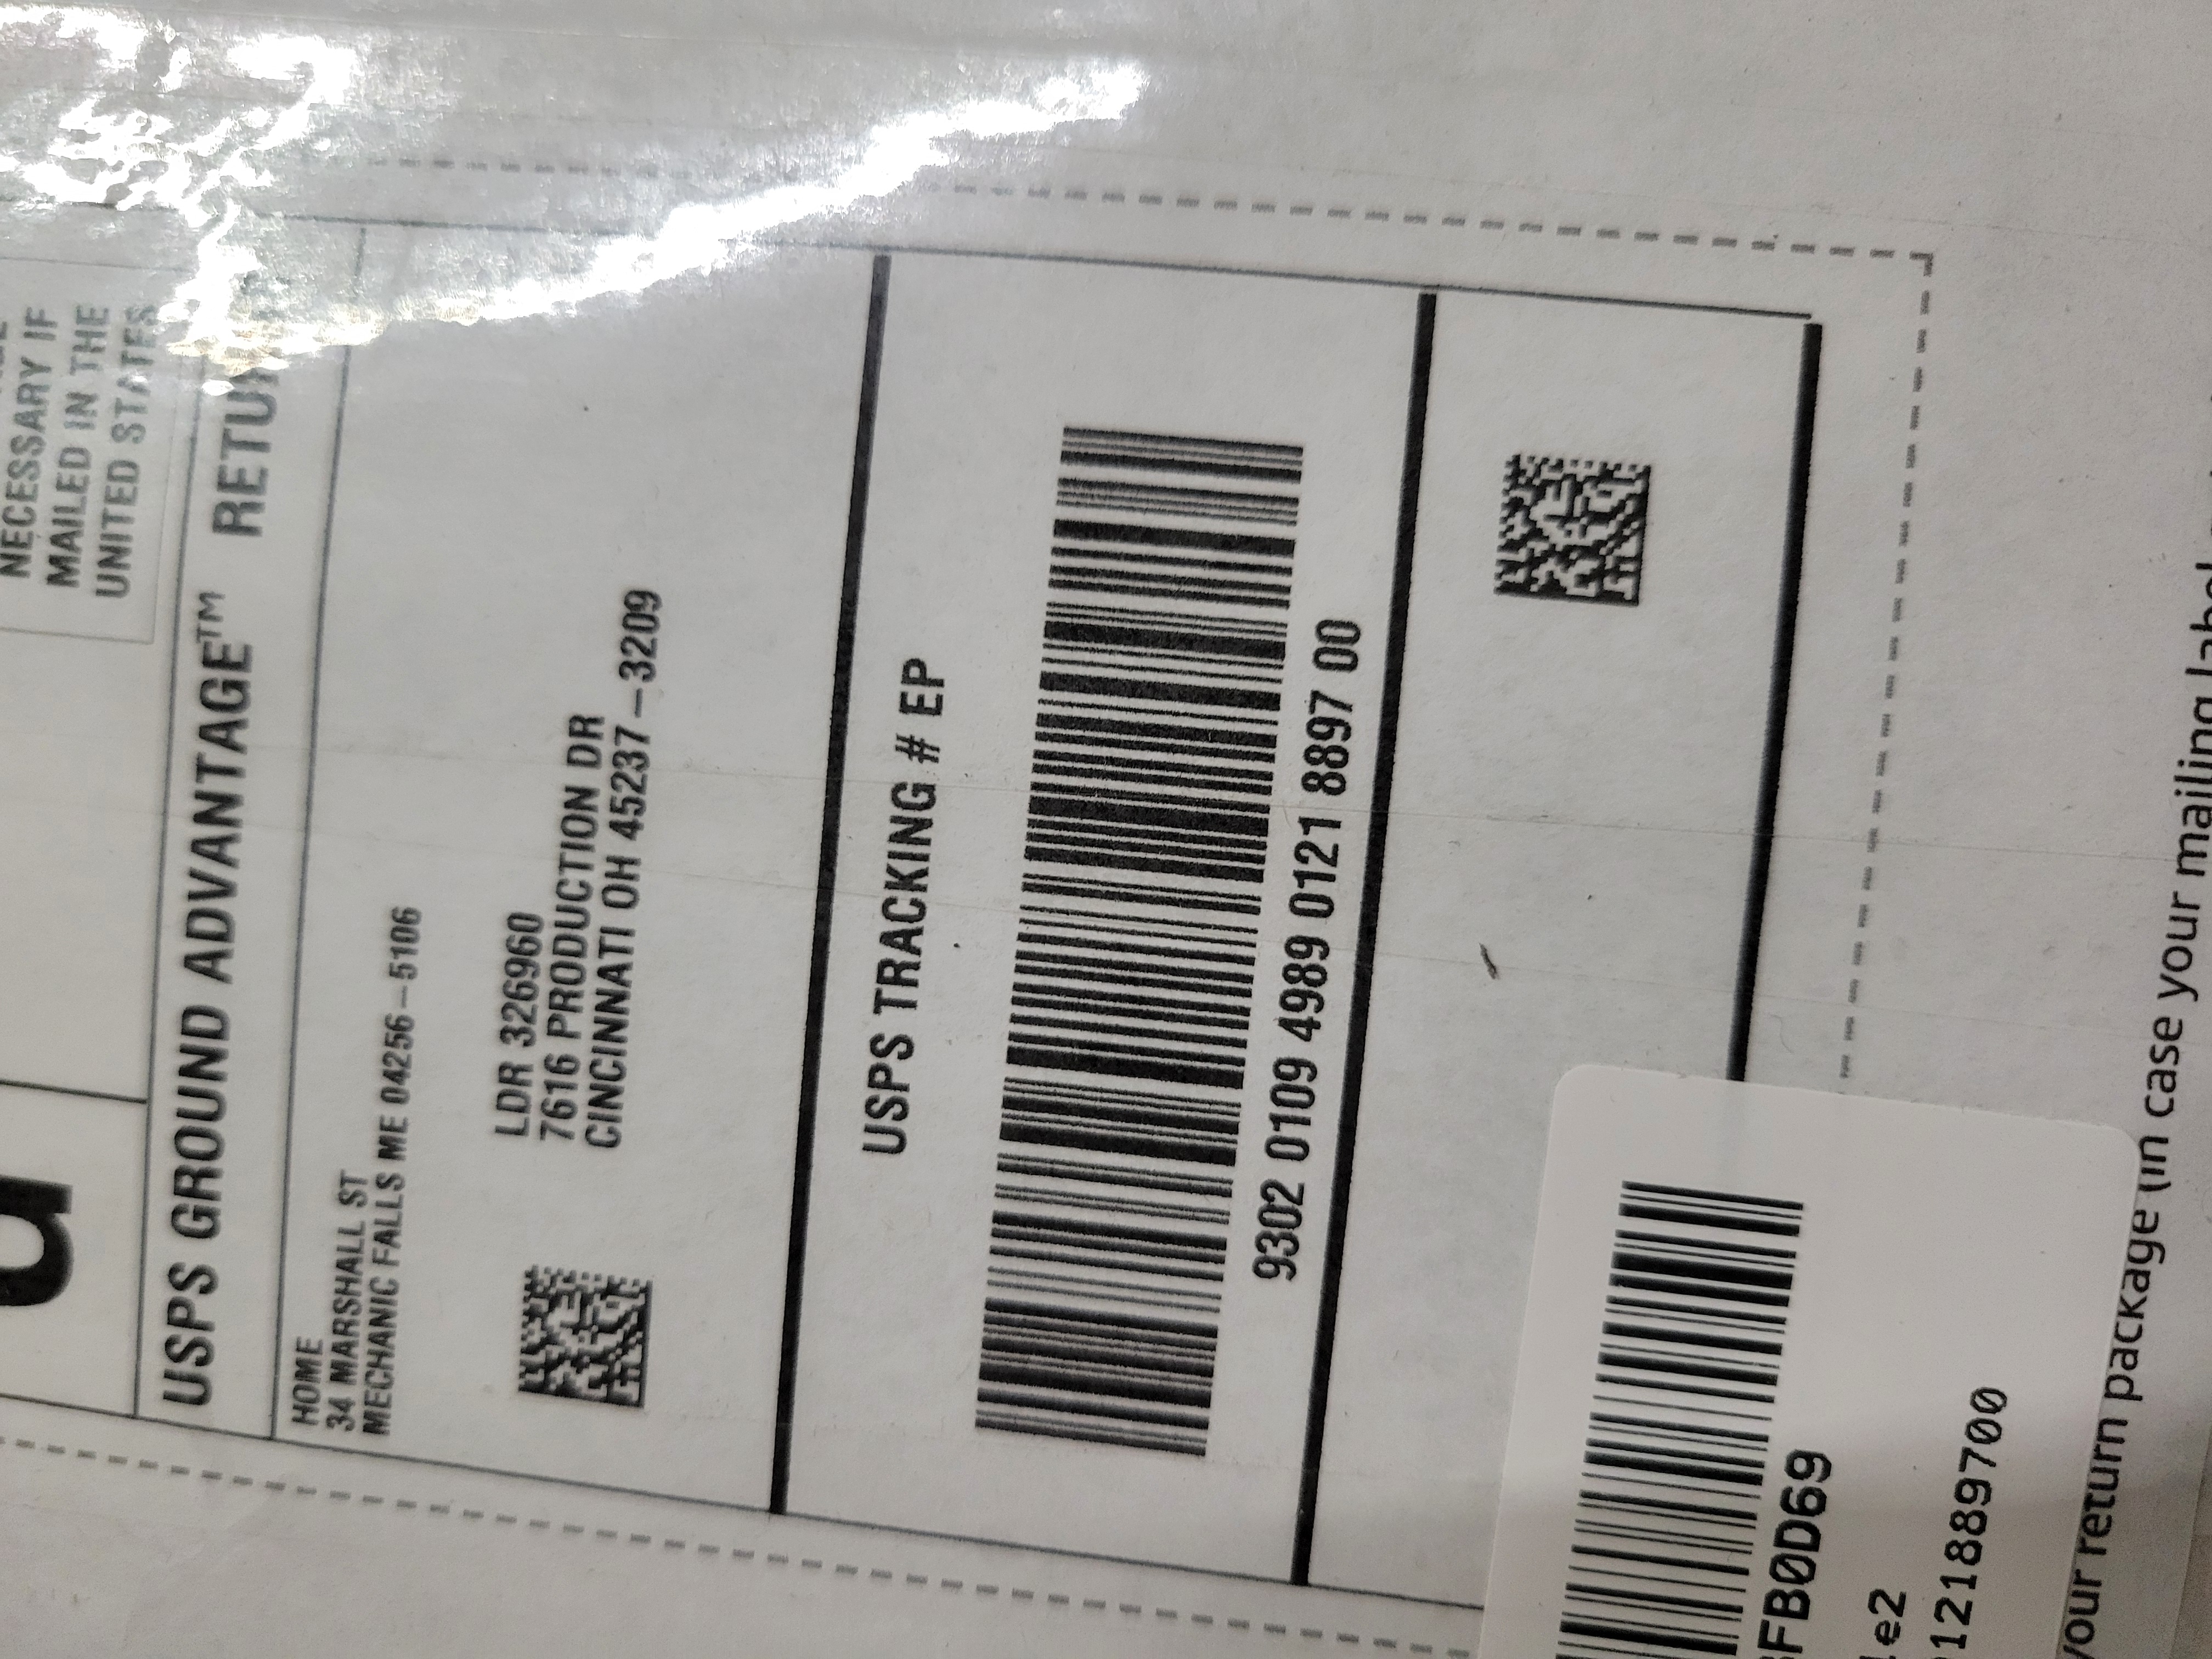 NECESSARY IF
MAILED IN THE
UNITED STATES
USPS GROUND ADVANTAGE™
HOME
34 MARSHALL ST
MECHANIC FALLS ME 04256-5106
LDR 326960
7616 PRODUCTION DR
CINCINNATI OH 45237-3209
USPS TRACKING # EP
9302 0109 4989 0121 8897 00
FB0D69
e2
121889700
your return package (in case your mailing label